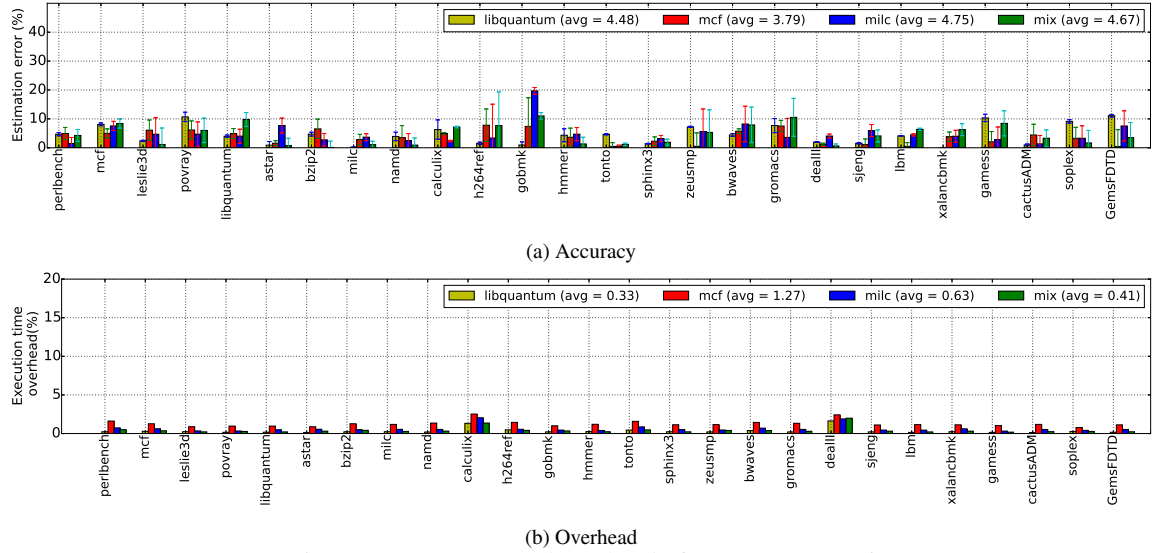 Estimation error (%)
40
30
20
10
0
libquantum (avg = 4.48) mcf (avg = 3.79) milc (avg = 4.75) mix (avg = 4.67)
perlbench mcf leslie3d povray libquantum astar bzip2 milc namd calculix h264ref gobmk hmmer tonto sphinx3 zeusmp bwaves gromacs dealII sjeng lbm xalancbmk gamess cactusADM soplex GemsFDTD
(a) Accuracy
Execution time
overhead(%)
20
15
10
5
0
libquantum (avg = 0.33) mcf (avg = 1.27) milc (avg = 0.63) mix (avg = 0.41)
perlbench mcf leslie3d povray libquantum astar bzip2 milc namd calculix h264ref gobmk hmmer tonto sphinx3 zeusmp bwaves gromacs dealII sjeng lbm xalancbmk gamess cactusADM soplex GemsFDTD
(b) Overhead